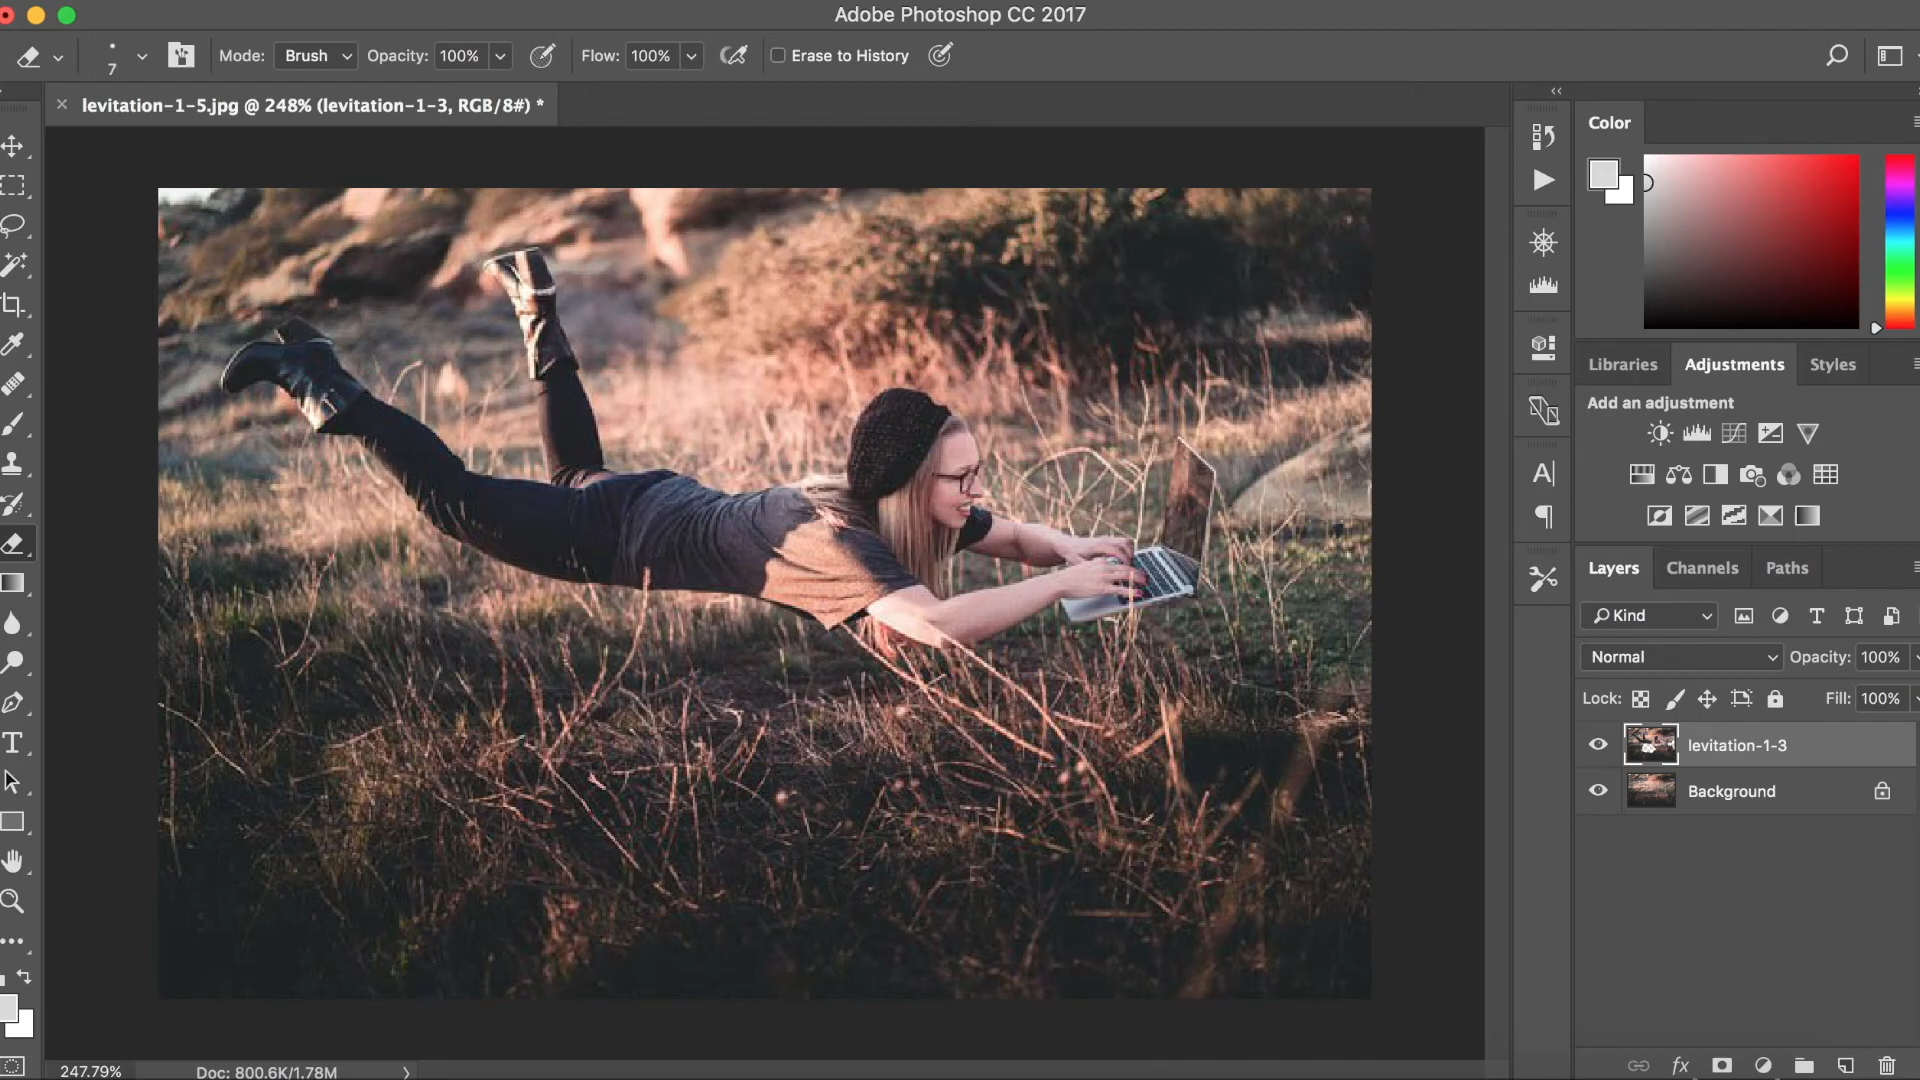 Adobe Photoshop CC 2017
7 Mode: Brush Opacity: 100% Flow: 100% Erase to History
levitation-1-5.jpg @ 248% (levitation-1-3, RGB/8#) *
Color
Libraries Adjustments Styles
Add an adjustment
Layers Channels Paths
Kind
Normal Opacity: 100%
Lock: Fill: 100%
levitation-1-3
Background
247.79% Doc: 800.6K/1.78M